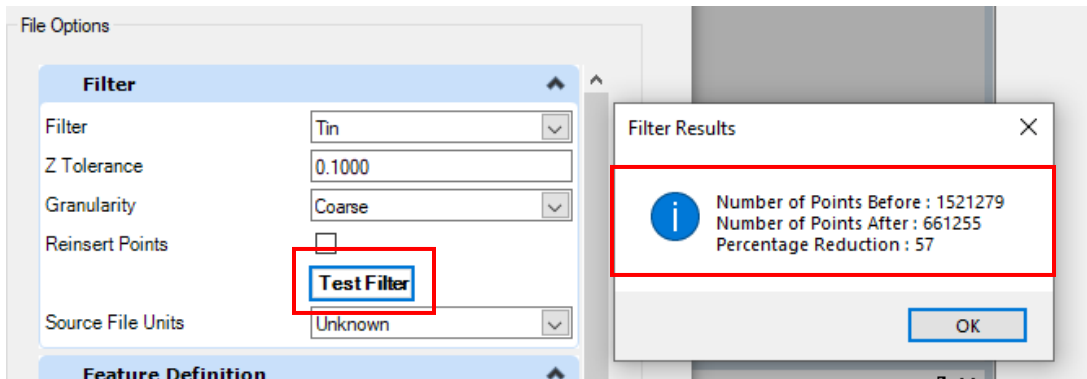 File Options
Filter
Filter Tin
Z Tolerance 0.1000
Granularity Coarse
Reinsert Points
Test Filter
Source File Units Unknown
Feature Definition
Filter Results
Number of Points Before : 1521279
Number of Points After : 661255
Percentage Reduction : 57
OK